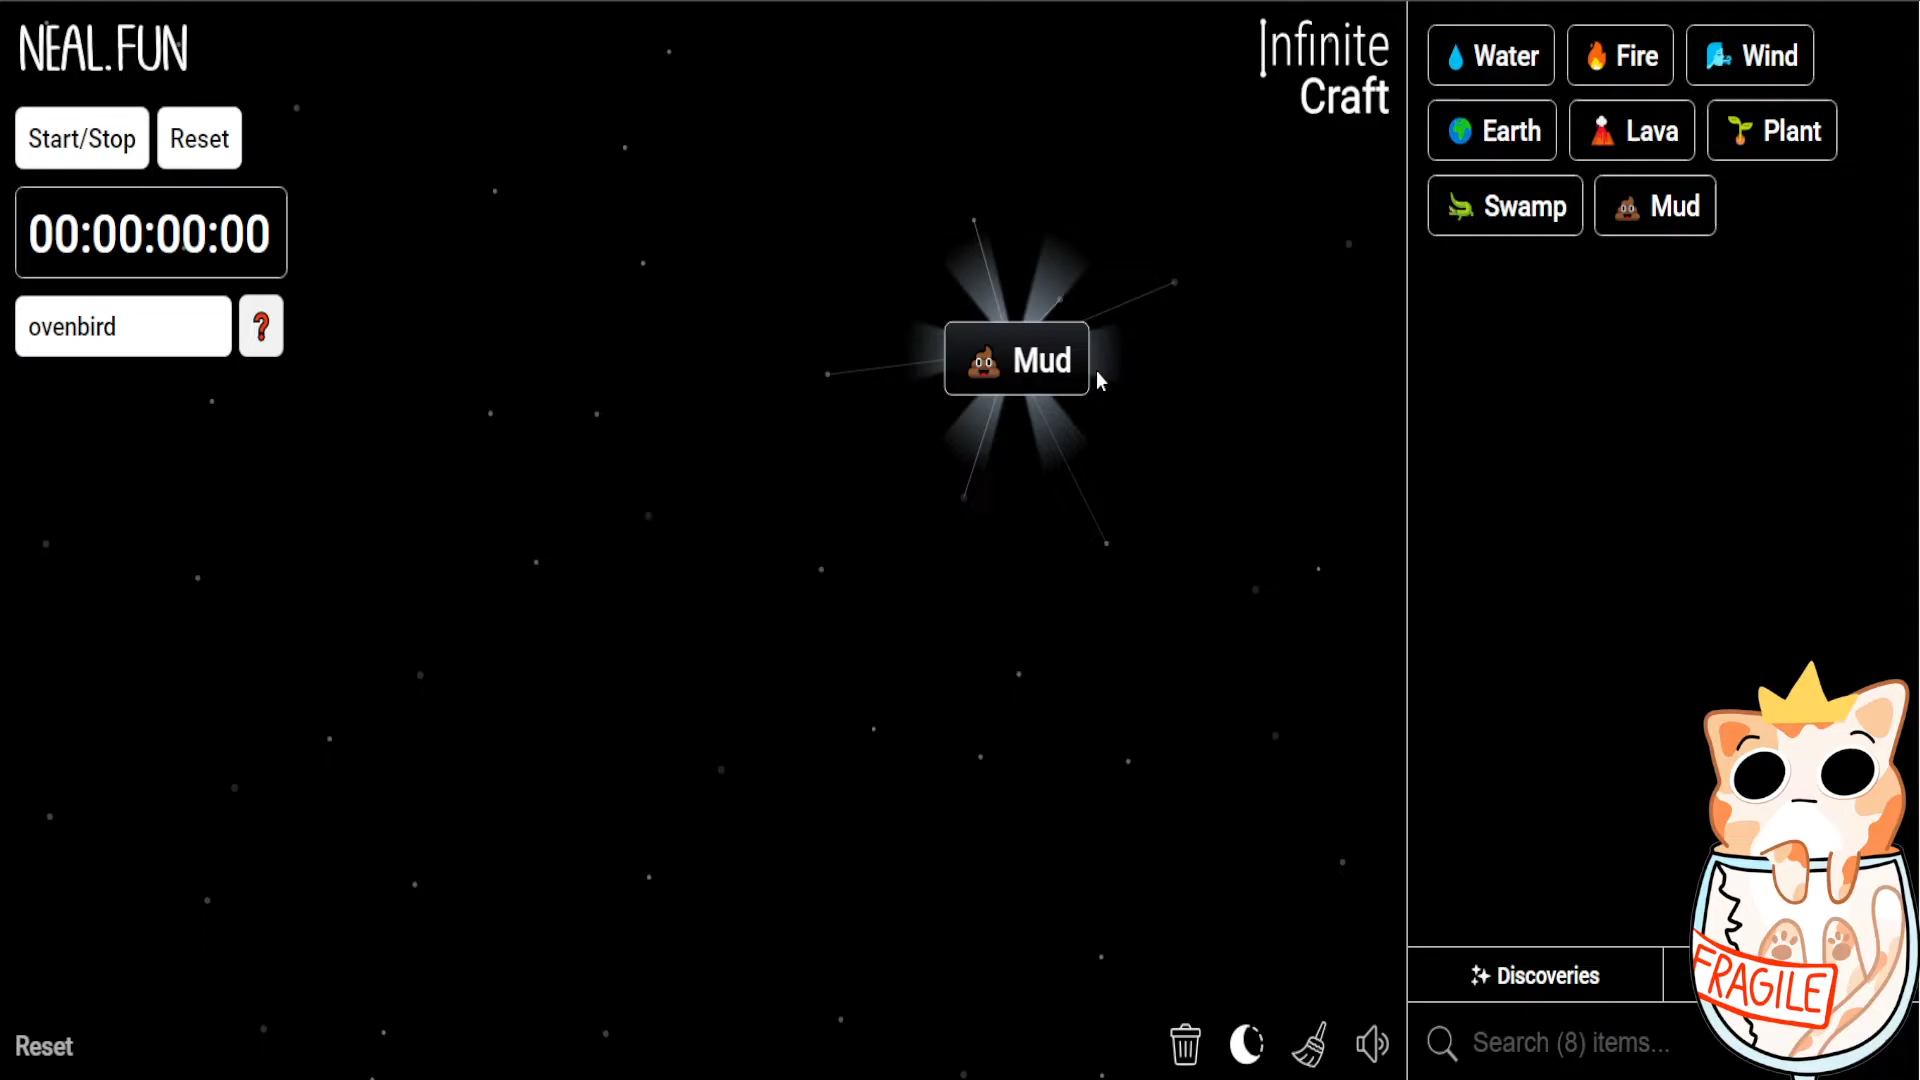 NEAL.FUN
Infinite
Craft
Start/Stop
Reset
00:00:00:00
ovenbird
Mud
Water
Fire
Wind
Earth
Lava
Plant
Swamp
Mud
Discoveries
Search (8) items...
FRAGILE
Reset